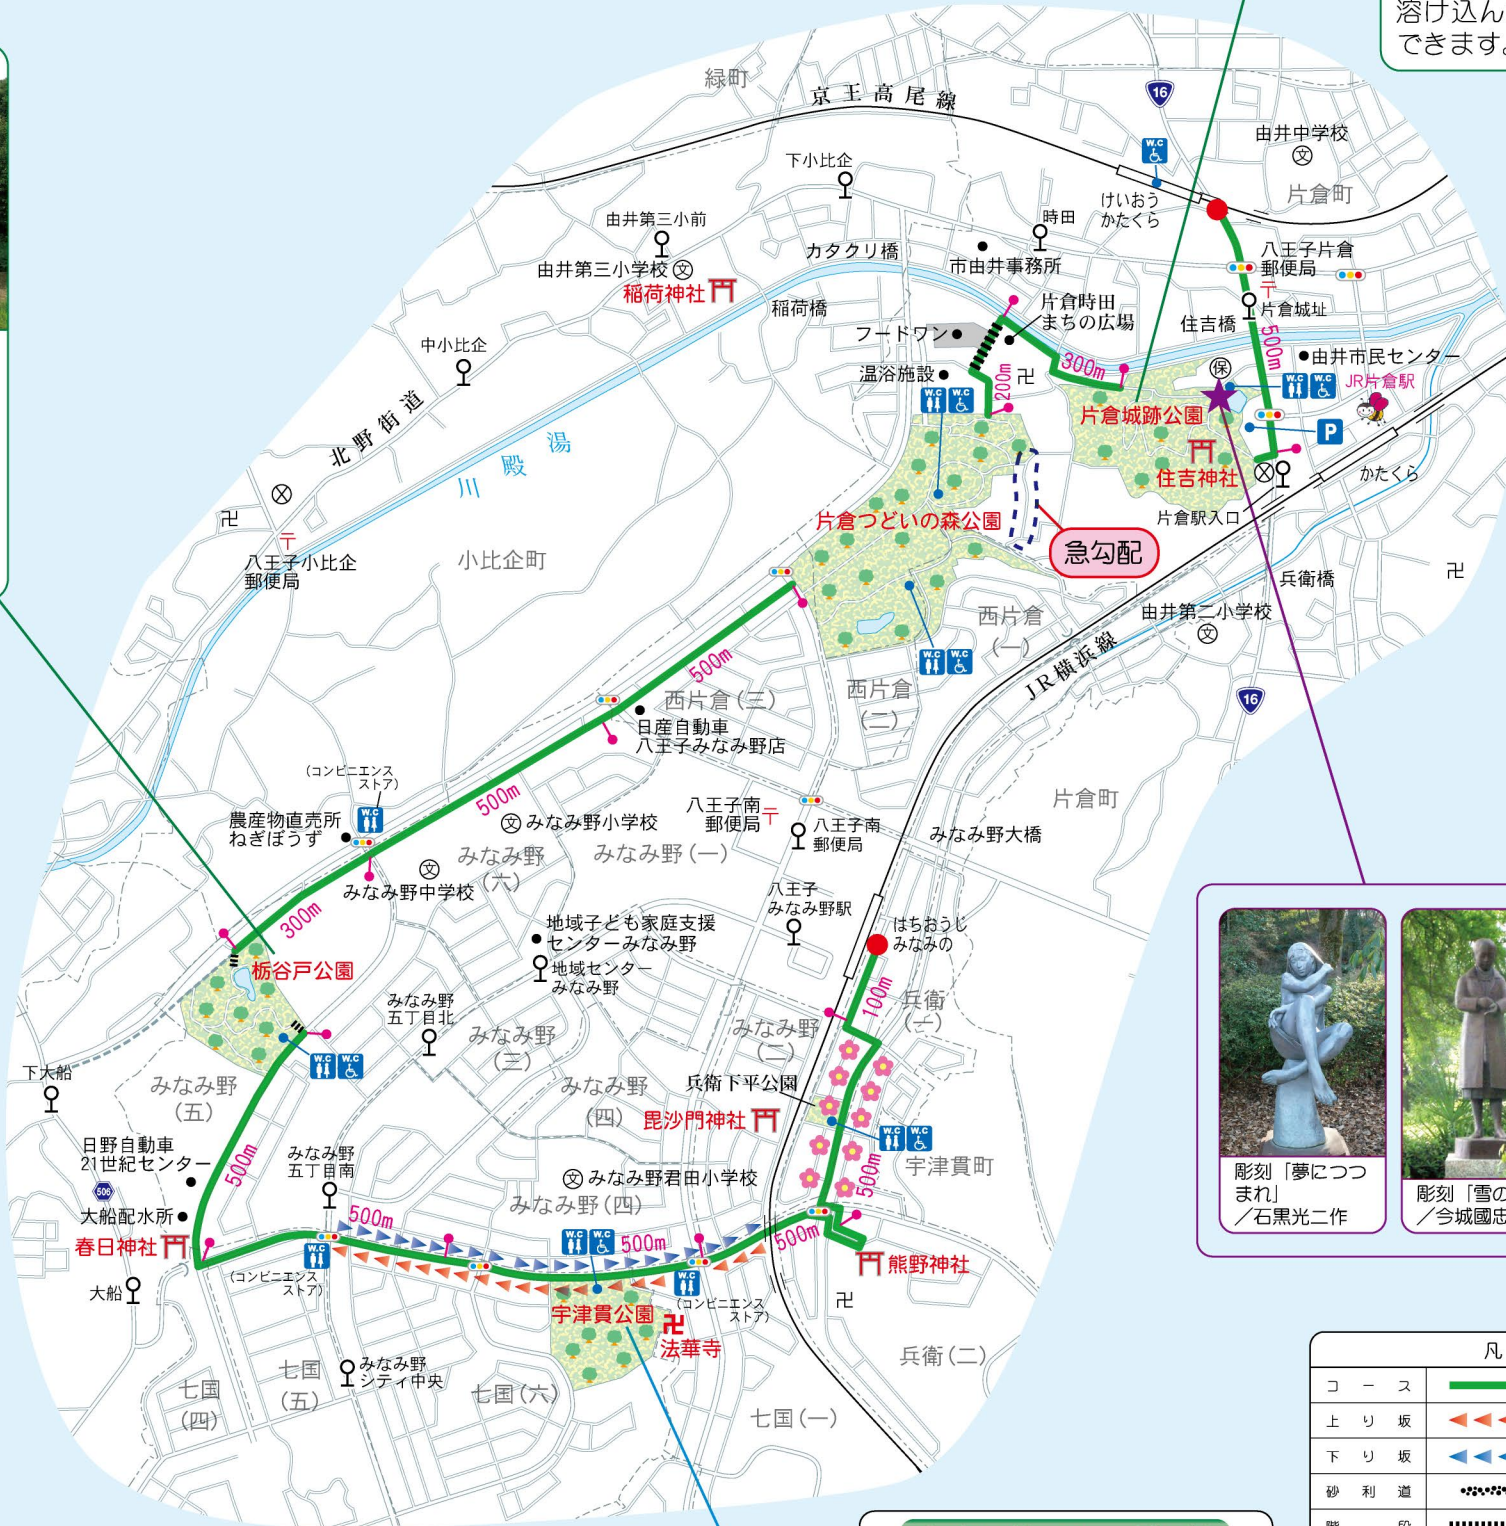 溶け込ん
できます。
緑町
京王高尾線
16
由井中学校
文
片倉町
W.C
けいおう
かたくら
下小比企
由井第三小前
由井第三小学校
文
稲荷神社
カタクリ橋
時田
市由井事務所
八王子片倉
郵便局
片倉城址
住吉橋
500m
稲荷橋
片倉時田
まちの広場
フードワン
温浴施設
卍
200m
300m
W.C
W.C
保
由井市民センター
W.C
W.C
JR片倉駅
片倉城跡公園
P
住吉神社
かたくら
片倉駅入口
中小比企
北野街道
湯殿川
卍
〒
八王子小比企
郵便局
小比企町
片倉つどいの森公園
急勾配
兵衛橋
卍
由井第二小学校
文
西片倉
(一)
W.C
W.C
JR横浜線
16
500m
西片倉(三)
西片倉
(二)
日産自動車
八王子みなみ野店
片倉町
(コンビニエンス
ストア)
W.C
500m
農産物直売所
ねぎぼうず
文
みなみ野小学校
八王子南
郵便局
〒
八王子南
郵便局
みなみ野大橋
みなみ野
(六)
みなみ野(一)
文
みなみ野中学校
300m
八王子
みなみ野駅
はちおうじ
みなみの
地域子ども家庭支援
センターみなみ野
地域センター
みなみ野
栃谷戸公園
みなみ野
五丁目北
みなみ野
(三)
100m
兵衛
(一)
みなみ野
(二)
W.C
W.C
下大船
みなみ野
(五)
みなみ野
(四)
兵衛下平公園
毘沙門神社
W.C
W.C
宇津貫町
500m
日野自動車
21世紀センター
506
500m
みなみ野
五丁目南
文
みなみ野君田小学校
みなみ野(四)
大船配水所
春日神社
500m
W.C
W.C
W.C
500m
500m
熊野神社
大船
(コンビニエンス
ストア)
W.C
(コンビニエンス
ストア)
宇津貫公園
卍
法華寺
卍
兵衛(二)
七国
(四)
七国
(五)
みなみ野
シティ中央
七国(六)
七国(一)
彫刻「夢につつ
まれ」
／石黒光二作
彫刻「雪の
／今城國忠
凡
コース
上り坂
下り坂
砂利道
階段